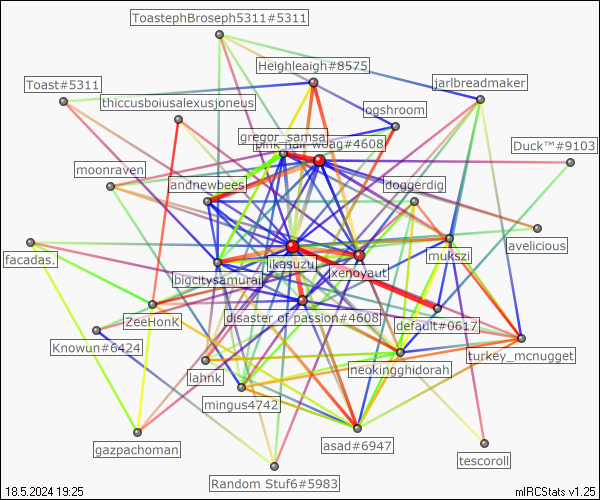 ToastephBroseph5311#5311
Heighleaigh#8575
Toast#5311
jarlbreadmaker
thiccusboiusalexusjoneus
ogshroom
gregor_samsa
pink hair wdag#4608
Duck™#9103
moonraven
andnewbees
doggerdig
avelicious
mukszi
facadas.
ikasuzu
xenoyaut
bigcitysamurai
disaster of passion#4608
ZeeHonK
default#0617
Knowun#6424
turkey_mcnugget
lahnk
neokingghidorah
mingus4742
asad#6947
gazpachoman
tescoroll
Random Stuf6#5983
18.5.2024 19:25
mIRCStats v1.25